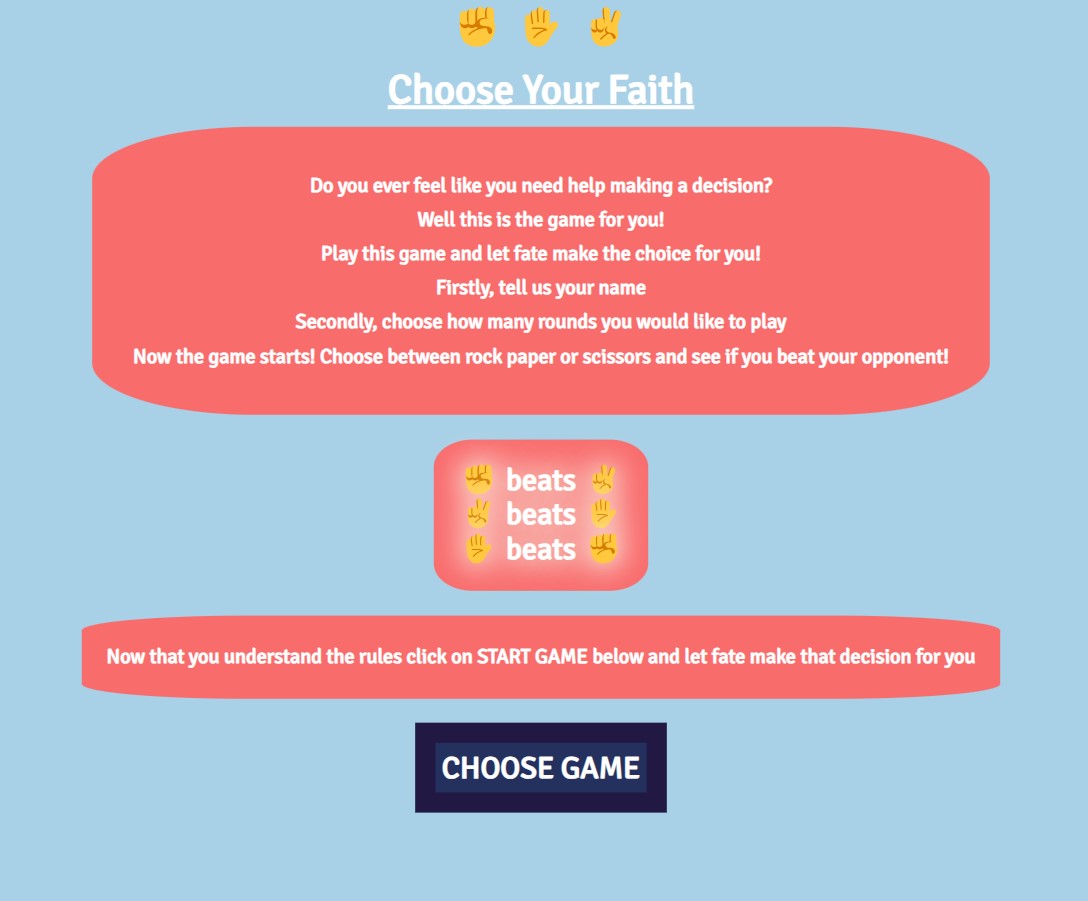 Choose Your Faith
Do you ever feel like you need help making a decision?
Well this is the game for you!
Play this game and let fate make the choice for you!
Firstly, tell us your name
Secondly, choose how many rounds you would like to play
Now the game starts! Choose between rock paper or scissors and see if you beat your opponent!
✊ beats ✌
✌ beats ✋
✋ beats ✊
Now that you understand the rules click on START GAME below and let fate make that decision for you
CHOOSE GAME